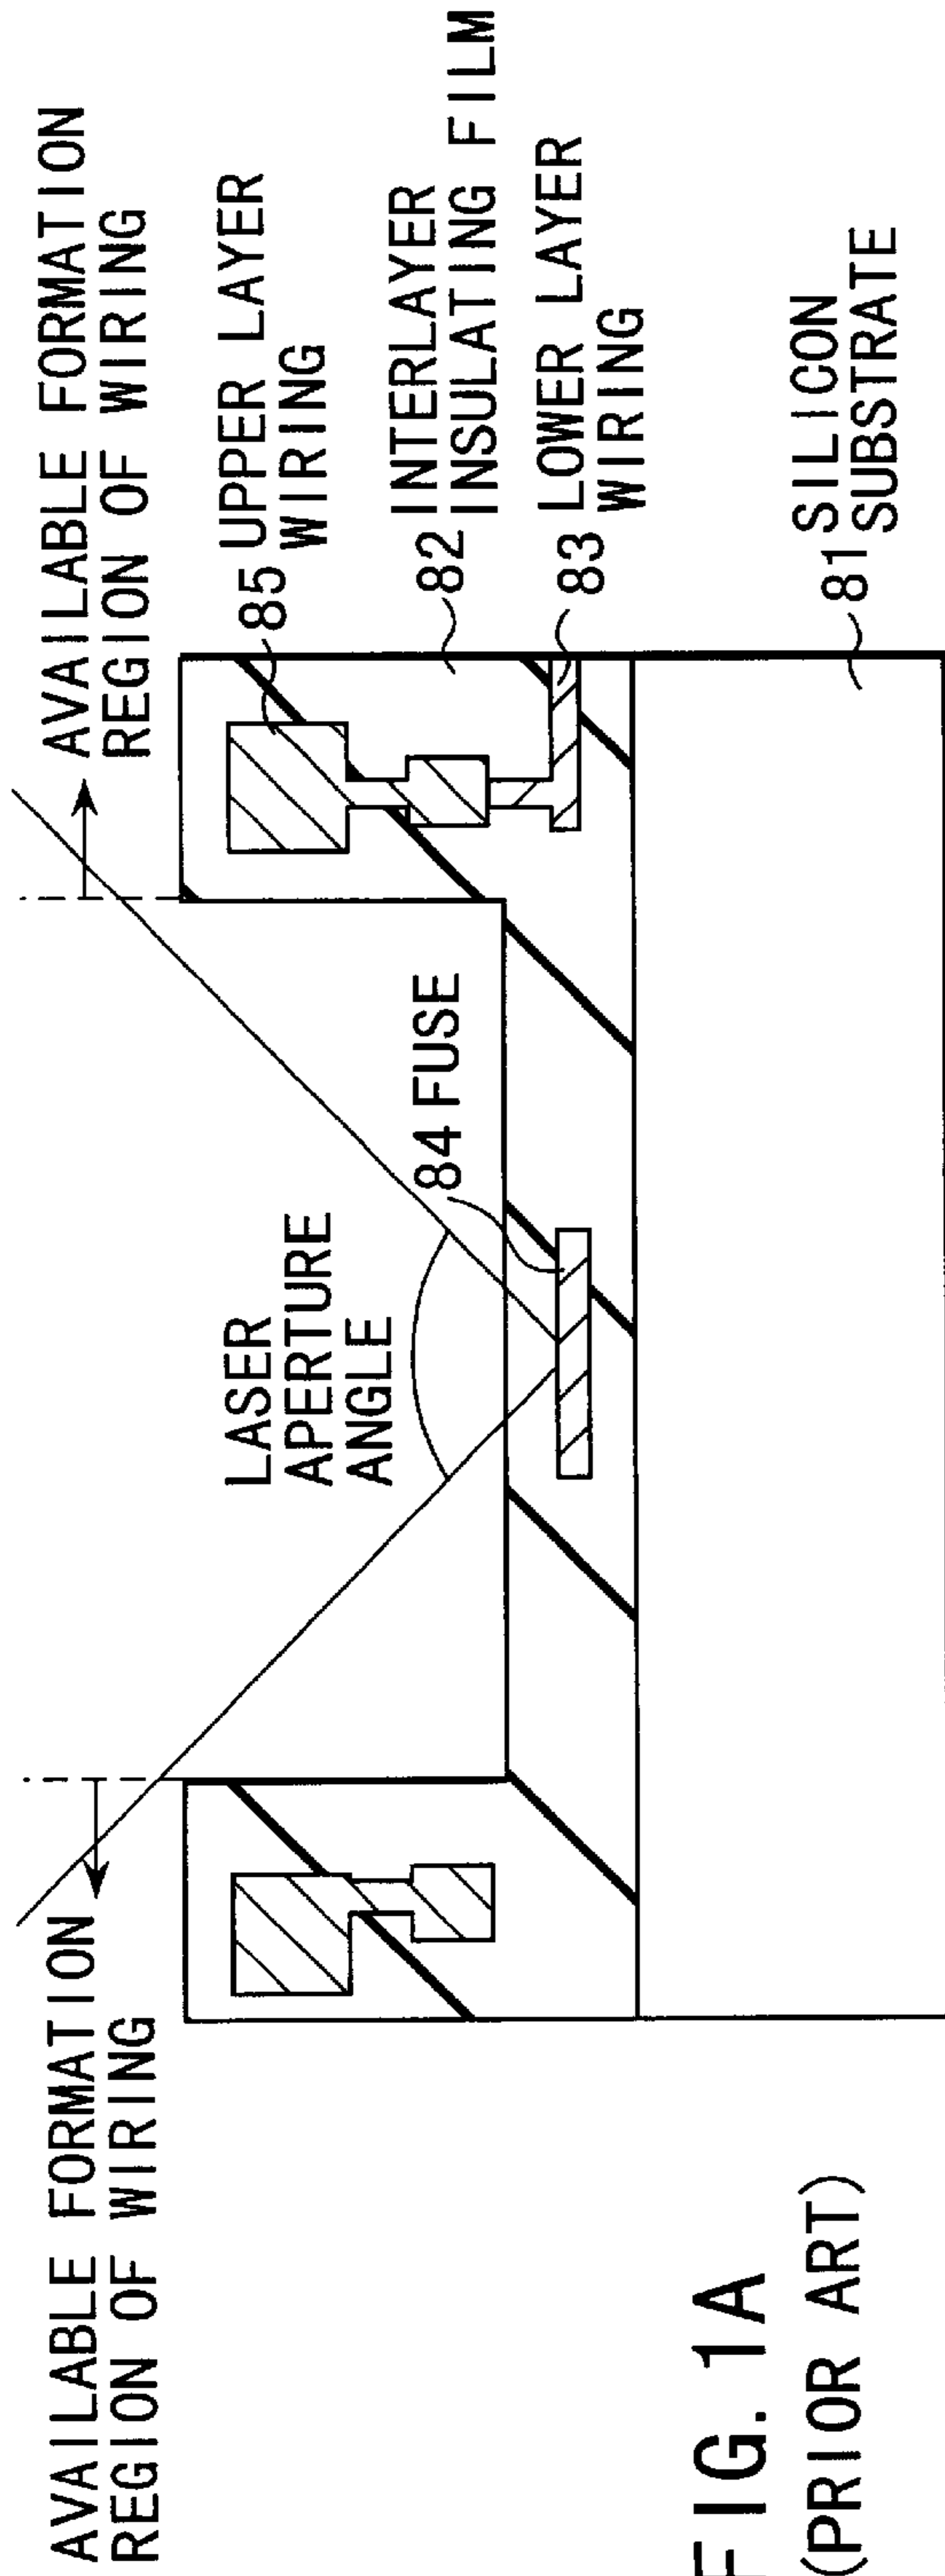 AVAILABLE FORMATION
REGION OF WIRING
AVAILABLE FORMATION
REGION OF WIRING
LASER
APERTURE
ANGLE
84 FUSE
85 UPPER LAYER
WIRING
82 INTERLAYER
INSULATING FILM
83 LOWER LAYER
WIRING
81 SILICON
SUBSTRATE
FIG. 1A
(PRIOR ART)